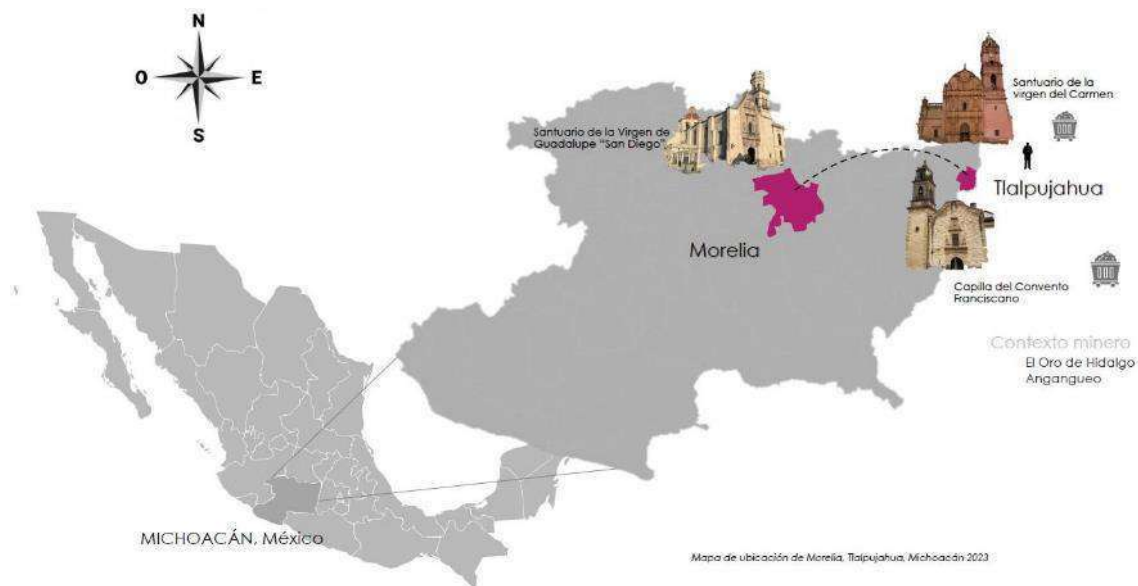 N
O
E
S
Santuario de la Virgen de
Guadalupe "San Diego"
Santuario de la
virgen del Carmen
Tlalpujahua
Morelia
Capilla del Convento
Franciscano
Contexto minero
El Oro de Hidalgo
Angangueo
MICHOACÁN, México
Mapa de ubicación de Morelia, Tlalpujahua, Michoacán 2023